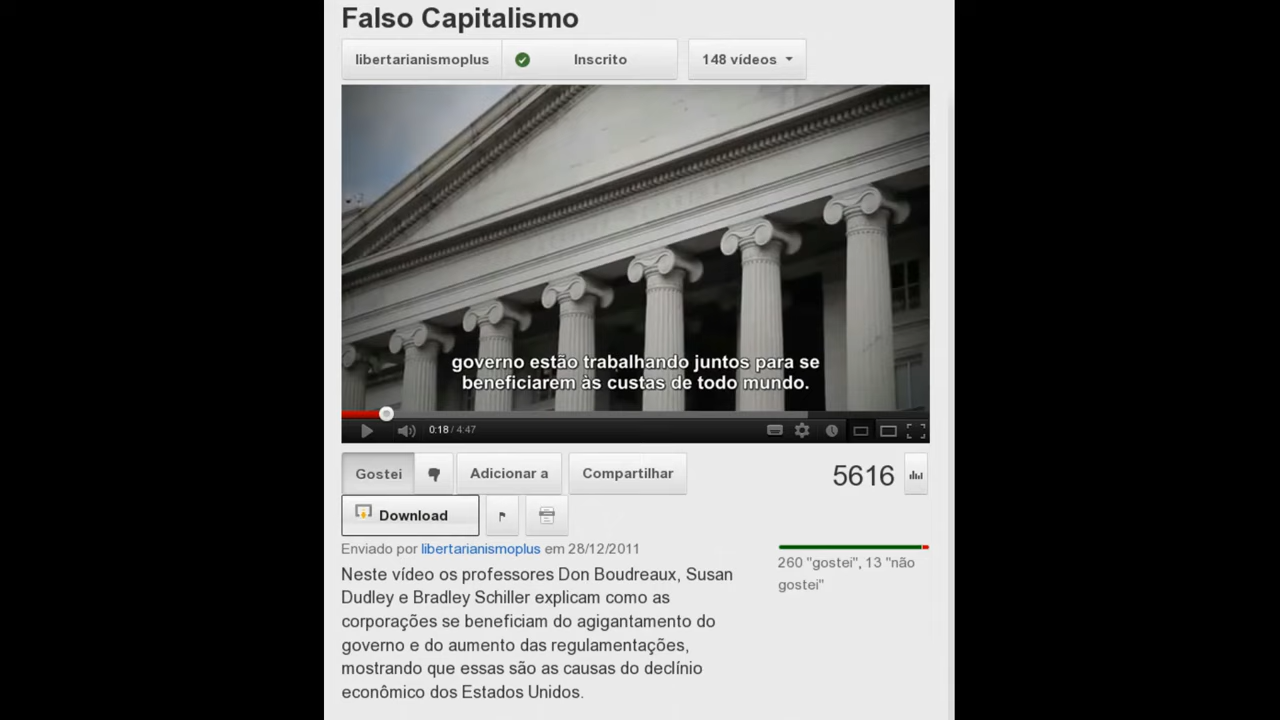 Falso Capitalismo
libertarianismoplus Inscrito 148 vídeos
governo estão trabalhando juntos para se
beneficiarem às custas de todo mundo.
0:18 / 4:47
Gostei Adicionar a Compartilhar 5616
Download
Enviado por libertarianismoplus em 28/12/2011
260 "gostei", 13 "não
gostei"
Neste vídeo os professores Don Boudreaux, Susan
Dudley e Bradley Schiller explicam como as
corporações se beneficiam do agigantamento do
governo e do aumento das regulamentações,
mostrando que essas são as causas do declínio
econômico dos Estados Unidos.